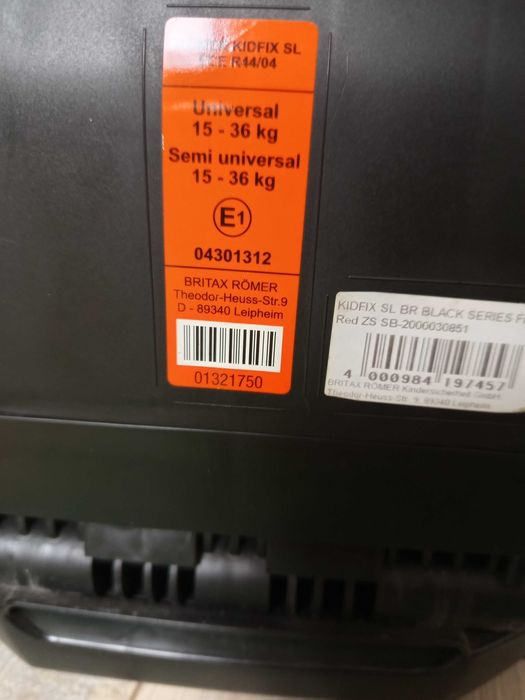 KIDFIX SL
R44/04
Universal
15 - 36 kg
Semi universal
15 - 36 kg
E1
04301312
BRITAX RÖMER
Theodor-Heuss-Str.9
D - 89340 Leipheim
01321750
KIDFIX SL BR BLACK SERIES
Red ZS SB-2000030851
4 000984 197457
BRITAX RÖMER Kindersicherheit GmbH
Theodor-Heuss-Str. 9, 89340 Leipheim